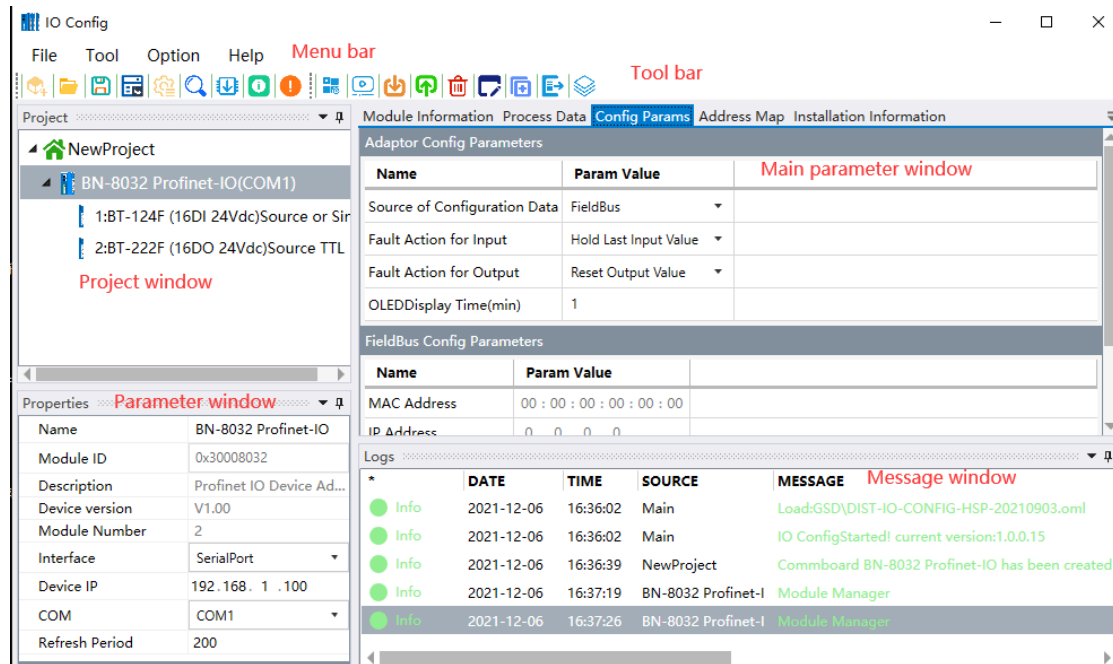 IO Config
File Tool Option Help Menu bar
Tool bar
Project
NewProject
BN-8032 Profinet-IO(COM1)
1:BT-124F (16DI 24Vdc)Source or Sin
2:BT-222F (16DO 24Vdc)Source TTL
Project window
Module Information Process Data Config Params Address Map Installation Information
Adaptor Config Parameters
Name Param Value Main parameter window
Source of Configuration Data FieldBus
Fault Action for Input Hold Last Input Value
Fault Action for Output Reset Output Value
OLEDDisplay Time(min) 1
FieldBus Config Parameters
Name Param Value
MAC Address 00 : 00 : 00 : 00 : 00 : 00
IP Address 0 0 0 0
Properties Parameter window
Name BN-8032 Profinet-IO
Module ID 0x30008032
Description Profinet IO Device Ad...
Device version V1.00
Module Number 2
Interface SerialPort
Device IP 192.168. 1 .100
COM COM1
Refresh Period 200
Logs
* DATE TIME SOURCE MESSAGE Message window
Info 2021-12-06 16:36:02 Main Load:GSD\DIST-IO-CONFIG-HSP-20210903.oml
Info 2021-12-06 16:36:02 Main IO ConfigStarted! current version:1.0.0.15
Info 2021-12-06 16:36:39 NewProject Commboard BN-8032 Profinet-IO has been created
Info 2021-12-06 16:37:19 BN-8032 Profinet-I Module Manager
Info 2021-12-06 16:37:26 BN-8032 Profinet-I Module Manager